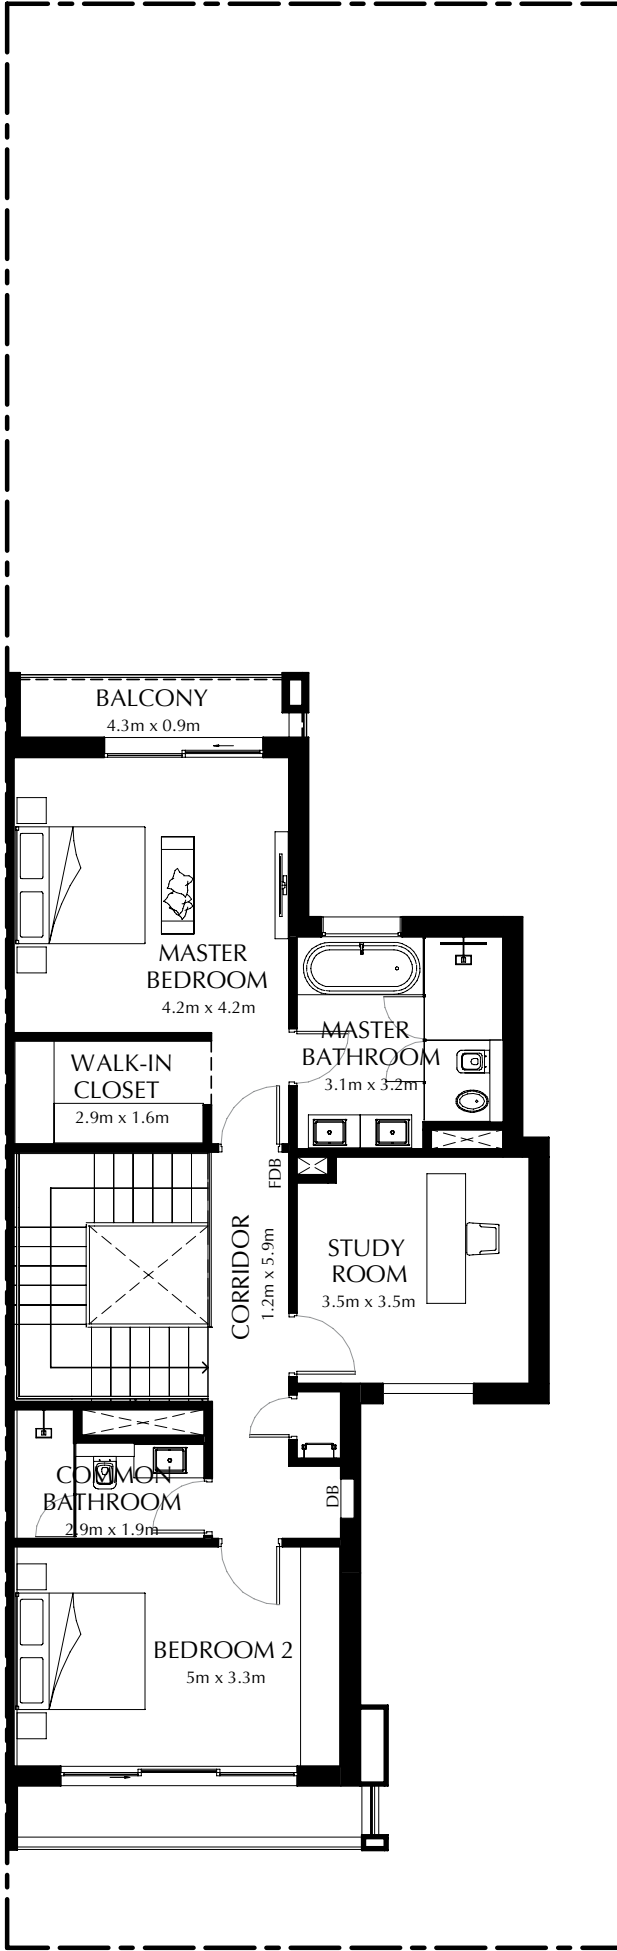 BALCONY
4.3m x 0.9m
MASTER
BEDROOM
4.2m x 4.2m
MASTER
BATHROOM
3.1m x 3.2m
WALK-IN
CLOSET
2.9m x 1.6m
FDB
CORRIDOR
1.2m x 5.9m
STUDY
ROOM
3.5m x 3.5m
COMMON
BATHROOM
2.9m x 1.9m
DB
BEDROOM 2
5m x 3.3m